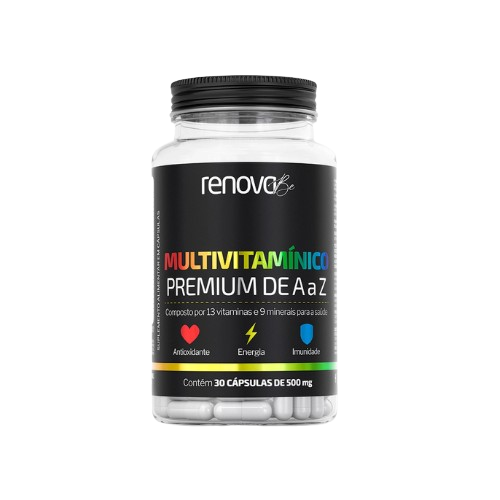 renova Be
MULTIVITAMÍNICO
PREMIUM DE A a Z
Composto por 13 vitaminas e 9 minerais para a saúde
Antioxidante
Energia
Imunidade
Contém 30 CÁPSULAS DE 500 mg
SUPLEMENTO ALIMENTAR EM CÁPSULAS